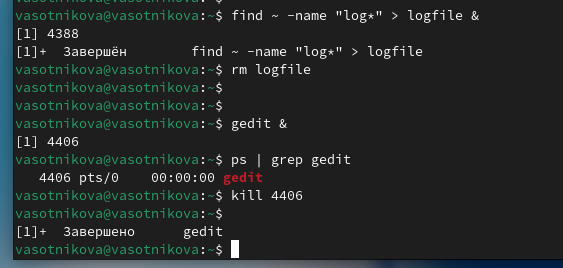 vasotnikova@vasotnikova:~$ find ~ -name "log*" > logfile &
[1] 4388
[1]+  Завершён        find ~ -name "log*" > logfile
vasotnikova@vasotnikova:~$ rm logfile
vasotnikova@vasotnikova:~$
vasotnikova@vasotnikova:~$
vasotnikova@vasotnikova:~$ gedit &
[1] 4406
vasotnikova@vasotnikova:~$ ps | grep gedit
   4406 pts/0    00:00:00 gedit
vasotnikova@vasotnikova:~$ kill 4406
vasotnikova@vasotnikova:~$
[1]+  Завершено      gedit
vasotnikova@vasotnikova:~$